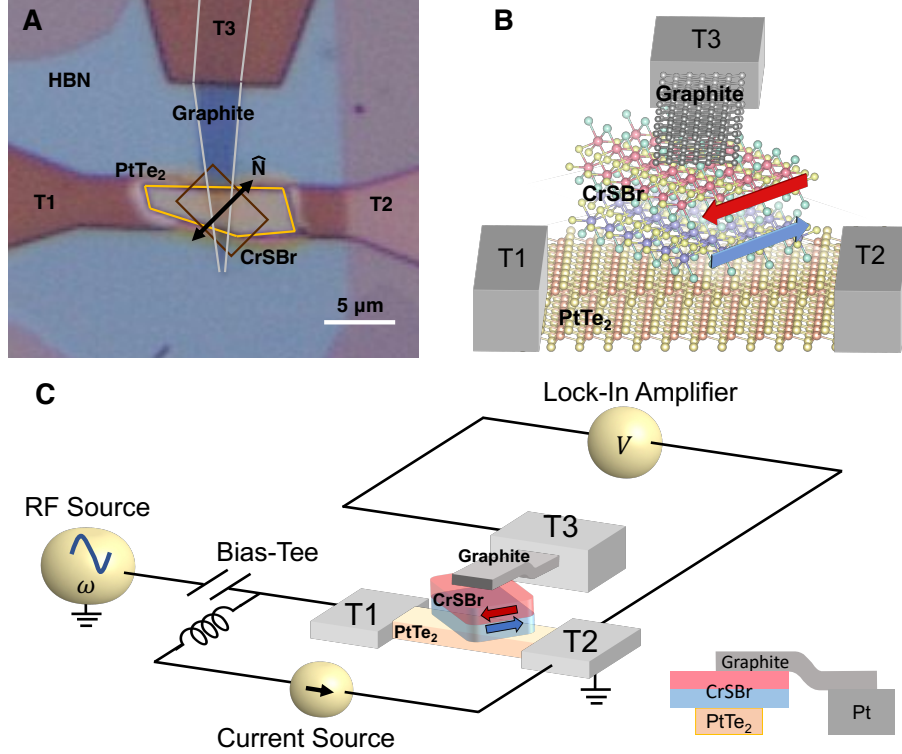 A
T3
HBN
Graphite
PtTe₂
N̂
T1
T2
CrSBr
5 μm
B
T3
Graphite
CrSBr
T1
T2
PtTe₂
C
Lock-In Amplifier
V
RF Source
ω
Bias-Tee
T3
Graphite
CrSBr
T1
PtTe₂
T2
Current Source
Graphite
CrSBr
PtTe₂
Pt